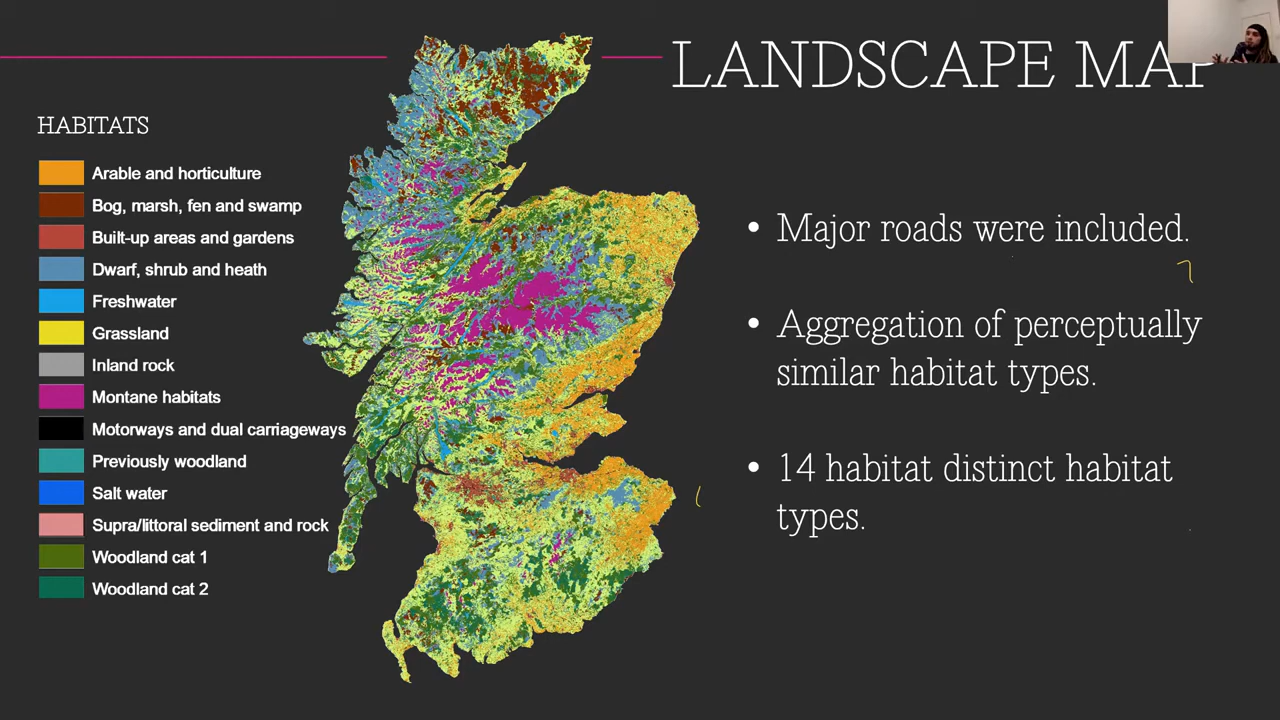 LANDSCAPE MAP
HABITATS
Arable and horticulture
Bog, marsh, fen and swamp
Built-up areas and gardens
Dwarf, shrub and heath
Freshwater
Grassland
Inland rock
Montane habitats
Motorways and dual carriageways
Previously woodland
Salt water
Supra/littoral sediment and rock
Woodland cat 1
Woodland cat 2
• Major roads were included.
• Aggregation of perceptually
similar habitat types.
• 14 habitat distinct habitat
types.